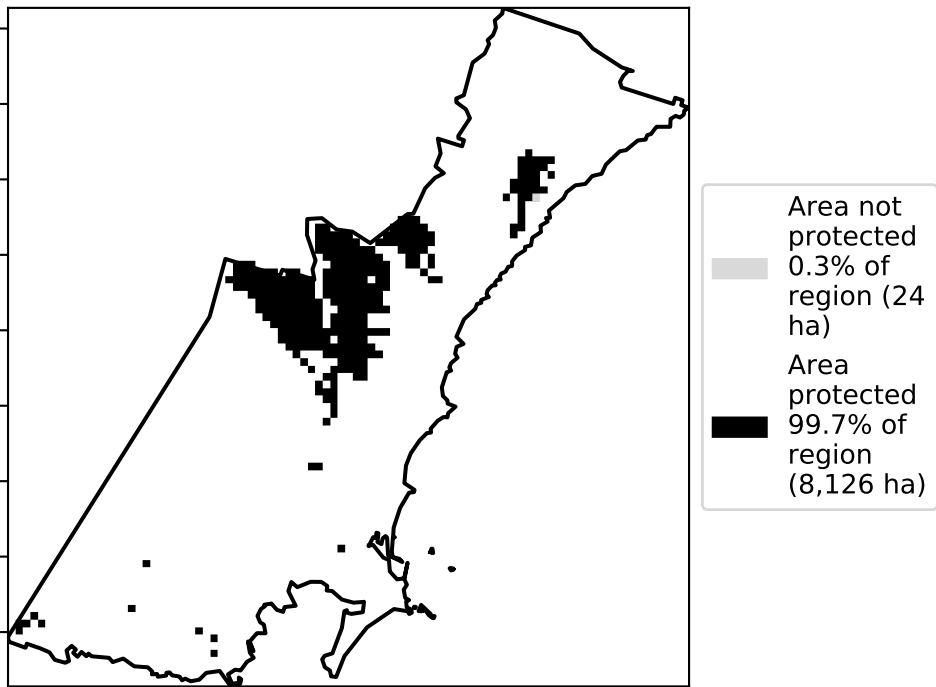 Area not
protected
0.3% of
region (24
ha)
Area
protected
99.7% of
region
(8,126 ha)